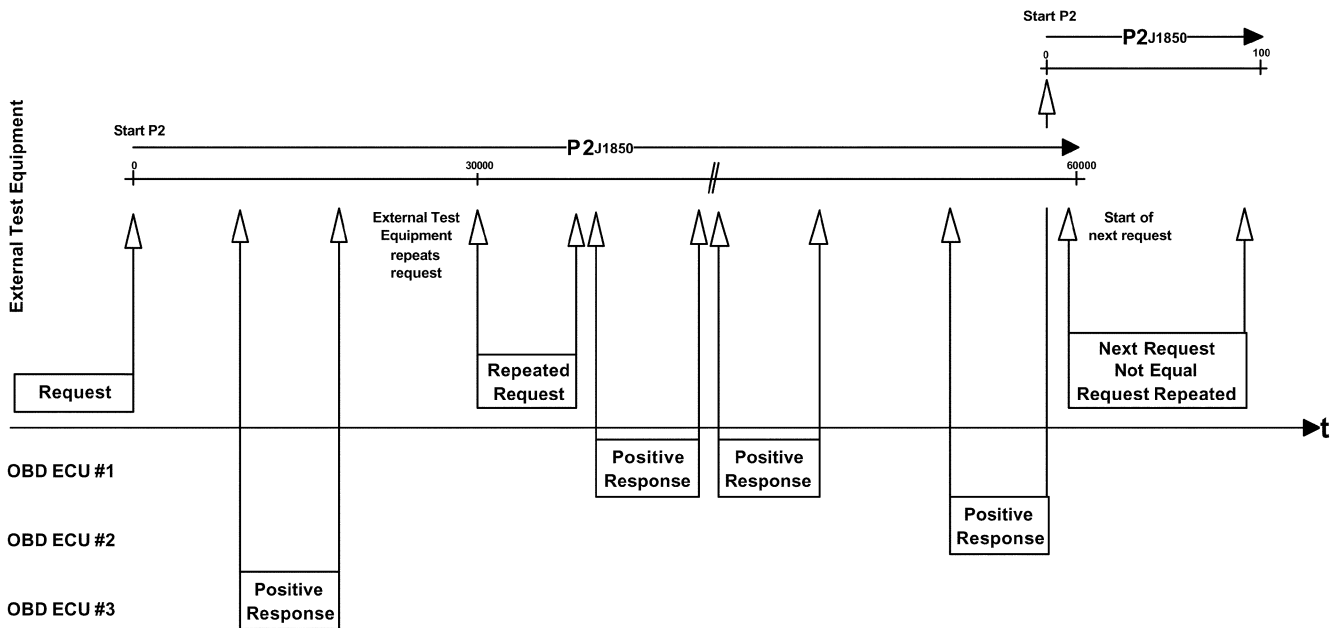 Start P2
P2J1850
0
100
External Test Equipment
Start P2
P2J1850
0
30000
60000
External Test
Equipment
repeats
request
Start of
next request
Request
Repeated
Request
Next Request
Not Equal
Request Repeated
t
OBD ECU #1
Positive
Response
Positive
Response
OBD ECU #2
Positive
Response
OBD ECU #3
Positive
Response